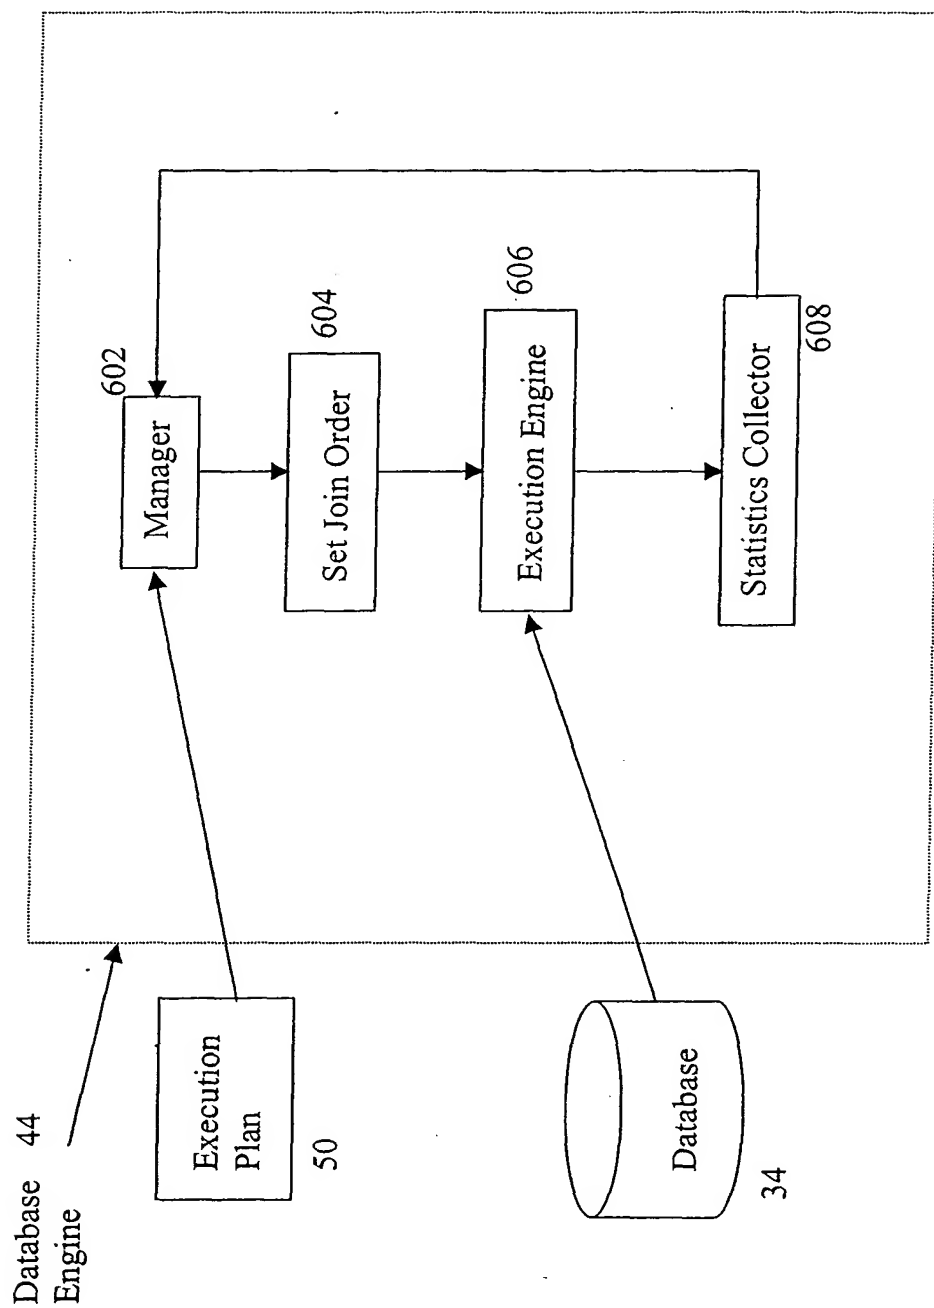 Database 44
Engine
Execution
Plan
50
Database
34
Manager
602
Set Join Order
604
Execution Engine
606
Statistics Collector
608